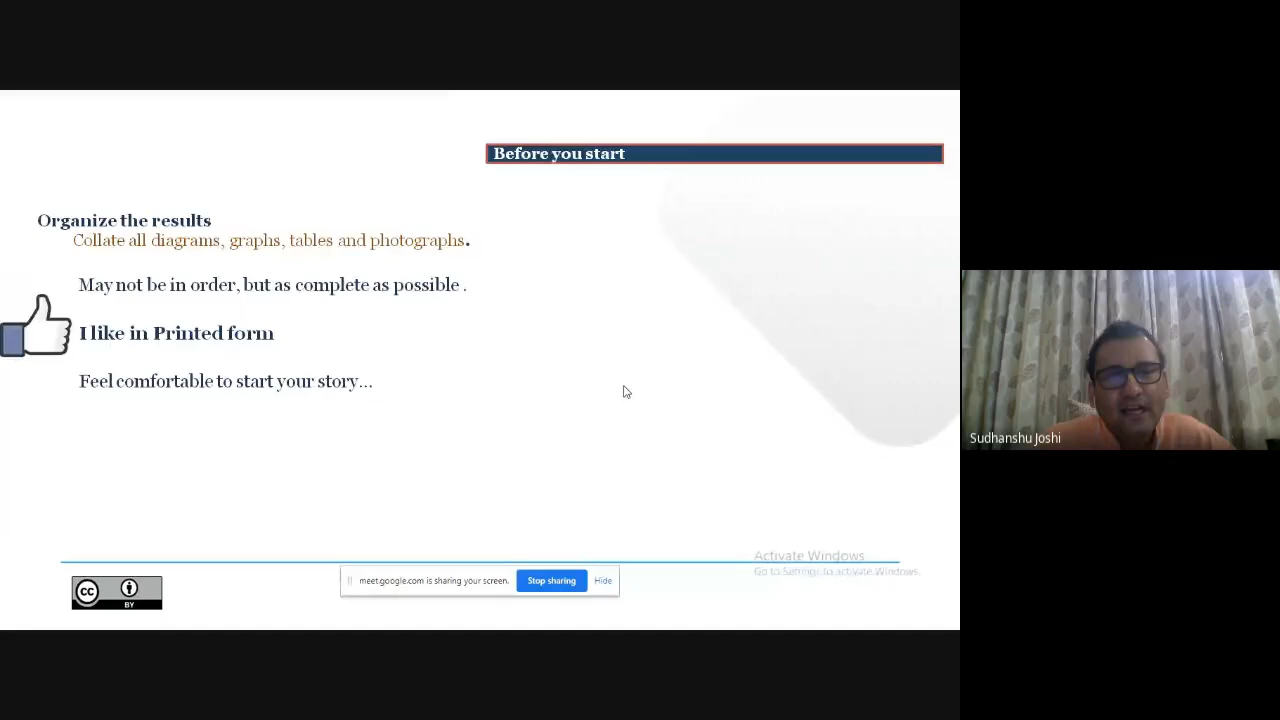 Before you start
Organize the results
Collate all diagrams, graphs, tables and photographs.
May not be in order, but as complete as possible .
I like in Printed form
Feel comfortable to start your story...
Sudhanshu Joshi
Activate Windows
Go to Settings to activate Windows.
meet.google.com is sharing your screen. Stop sharing Hide
cc BY